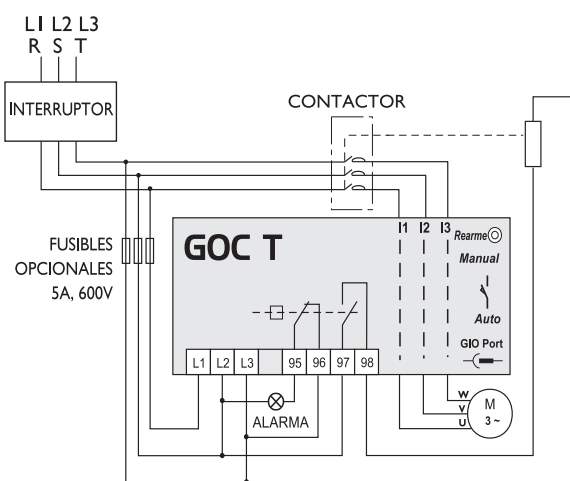 L1 L2 L3
R S T
INTERRUPTOR
CONTACTOR
GOC T
I1 I2 I3
Rearme
Manual
Auto
GIO Port
FUSIBLES
OPCIONALES
5A, 600V
L1 L2 L3 95 96 97 98
ALARMA
W
V
U
M
3 ~